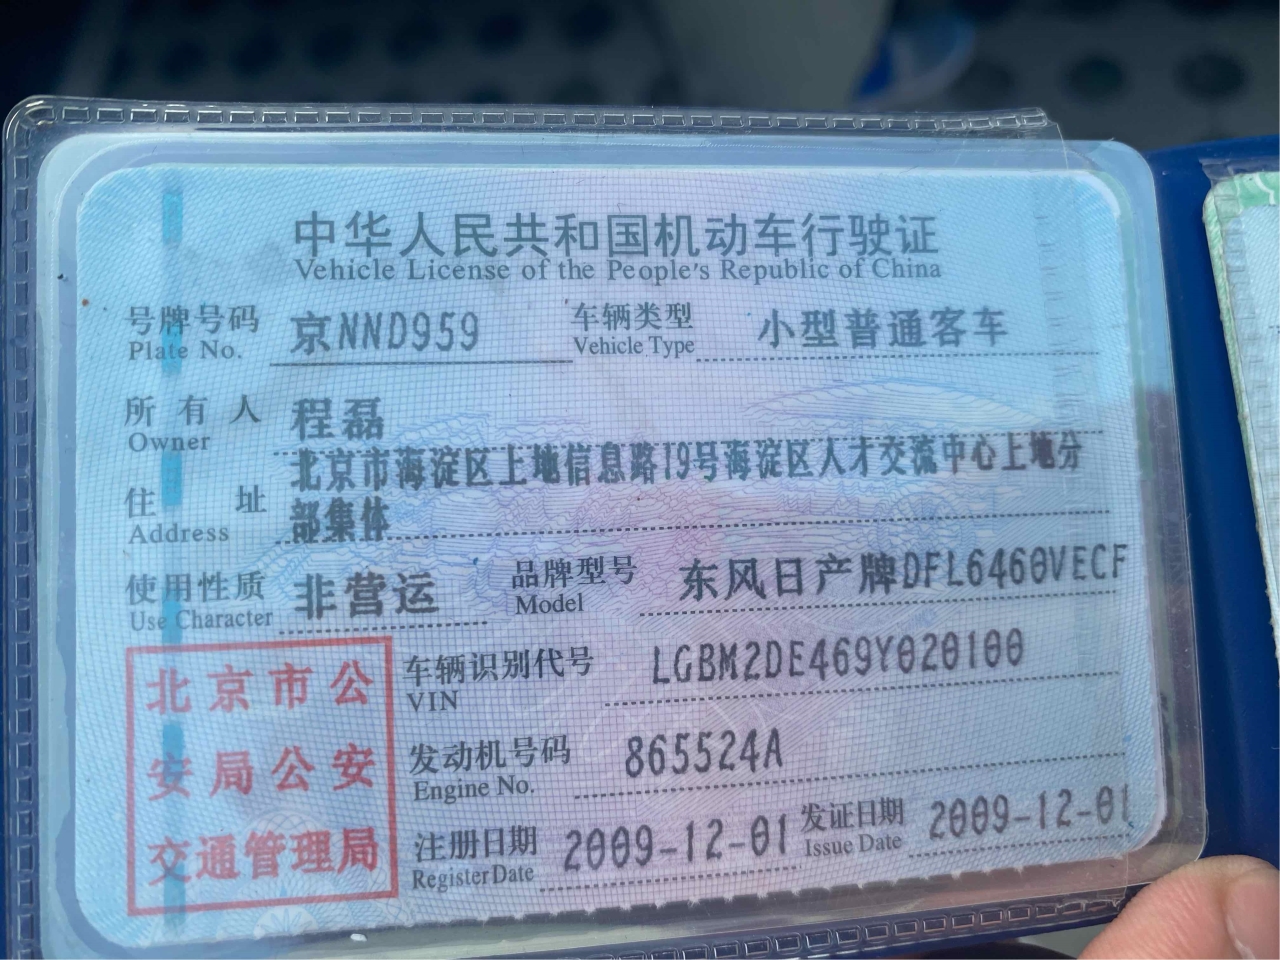 中华人民共和国机动车行驶证
Vehicle License of the People's Republic of China
号牌号码 京NND959 车辆类型 小型普通客车
Plate No. Vehicle Type
所有人 程磊
Owner
北京市海淀区上地信息路19号海淀区人才交流中心上地分
住址 部集体
Address
使用性质 非营运 品牌型号 东风日产牌DFL6460VECF
Use Character Model
车辆识别代号 LGBM2DE469Y020100
VIN
发动机号码 865524A
Engine No.
注册日期 2009-12-01 发证日期 2009-12-01
Register Date Issue Date
北京市公
安局公安
交通管理局